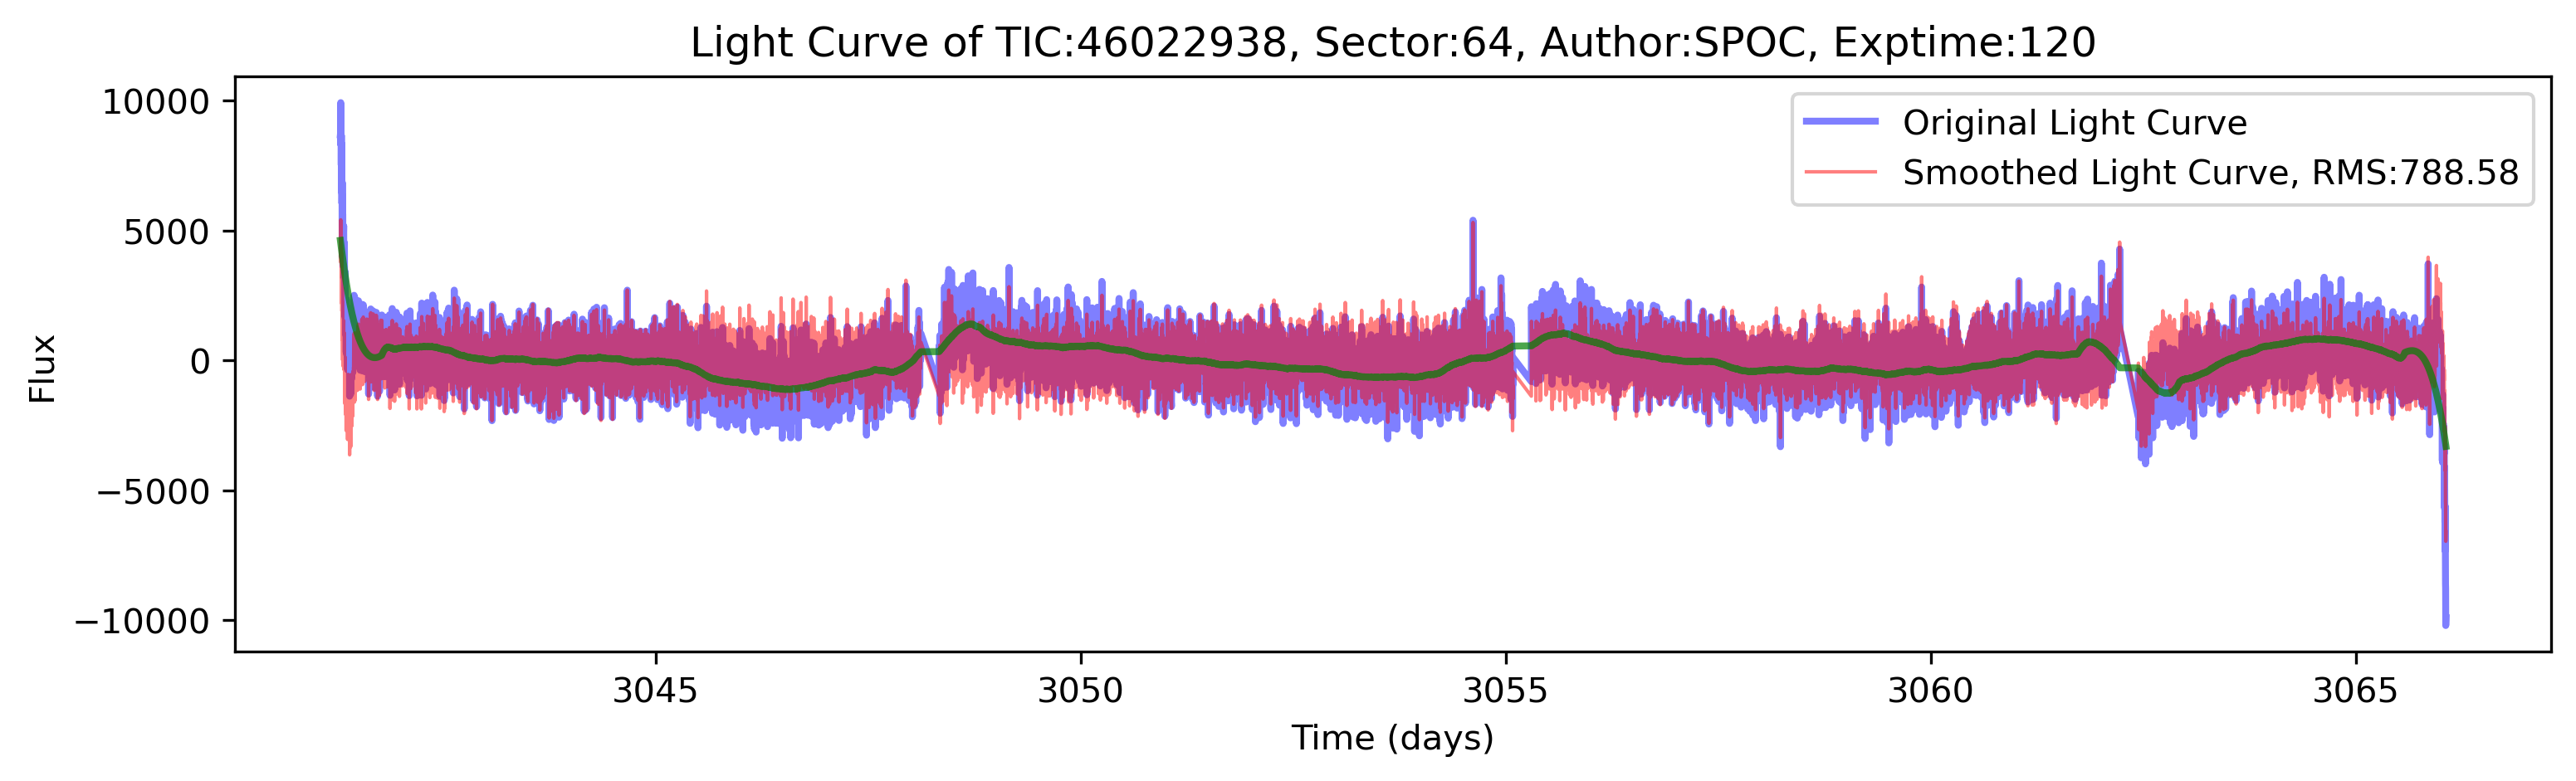 Light Curve of TIC:46022938, Sector:64, Author:SPOC, Exptime:120
Original Light Curve
Smoothed Light Curve, RMS:788.58
10000
5000
0
−5000
−10000
Flux
3045
3050
3055
3060
3065
Time (days)